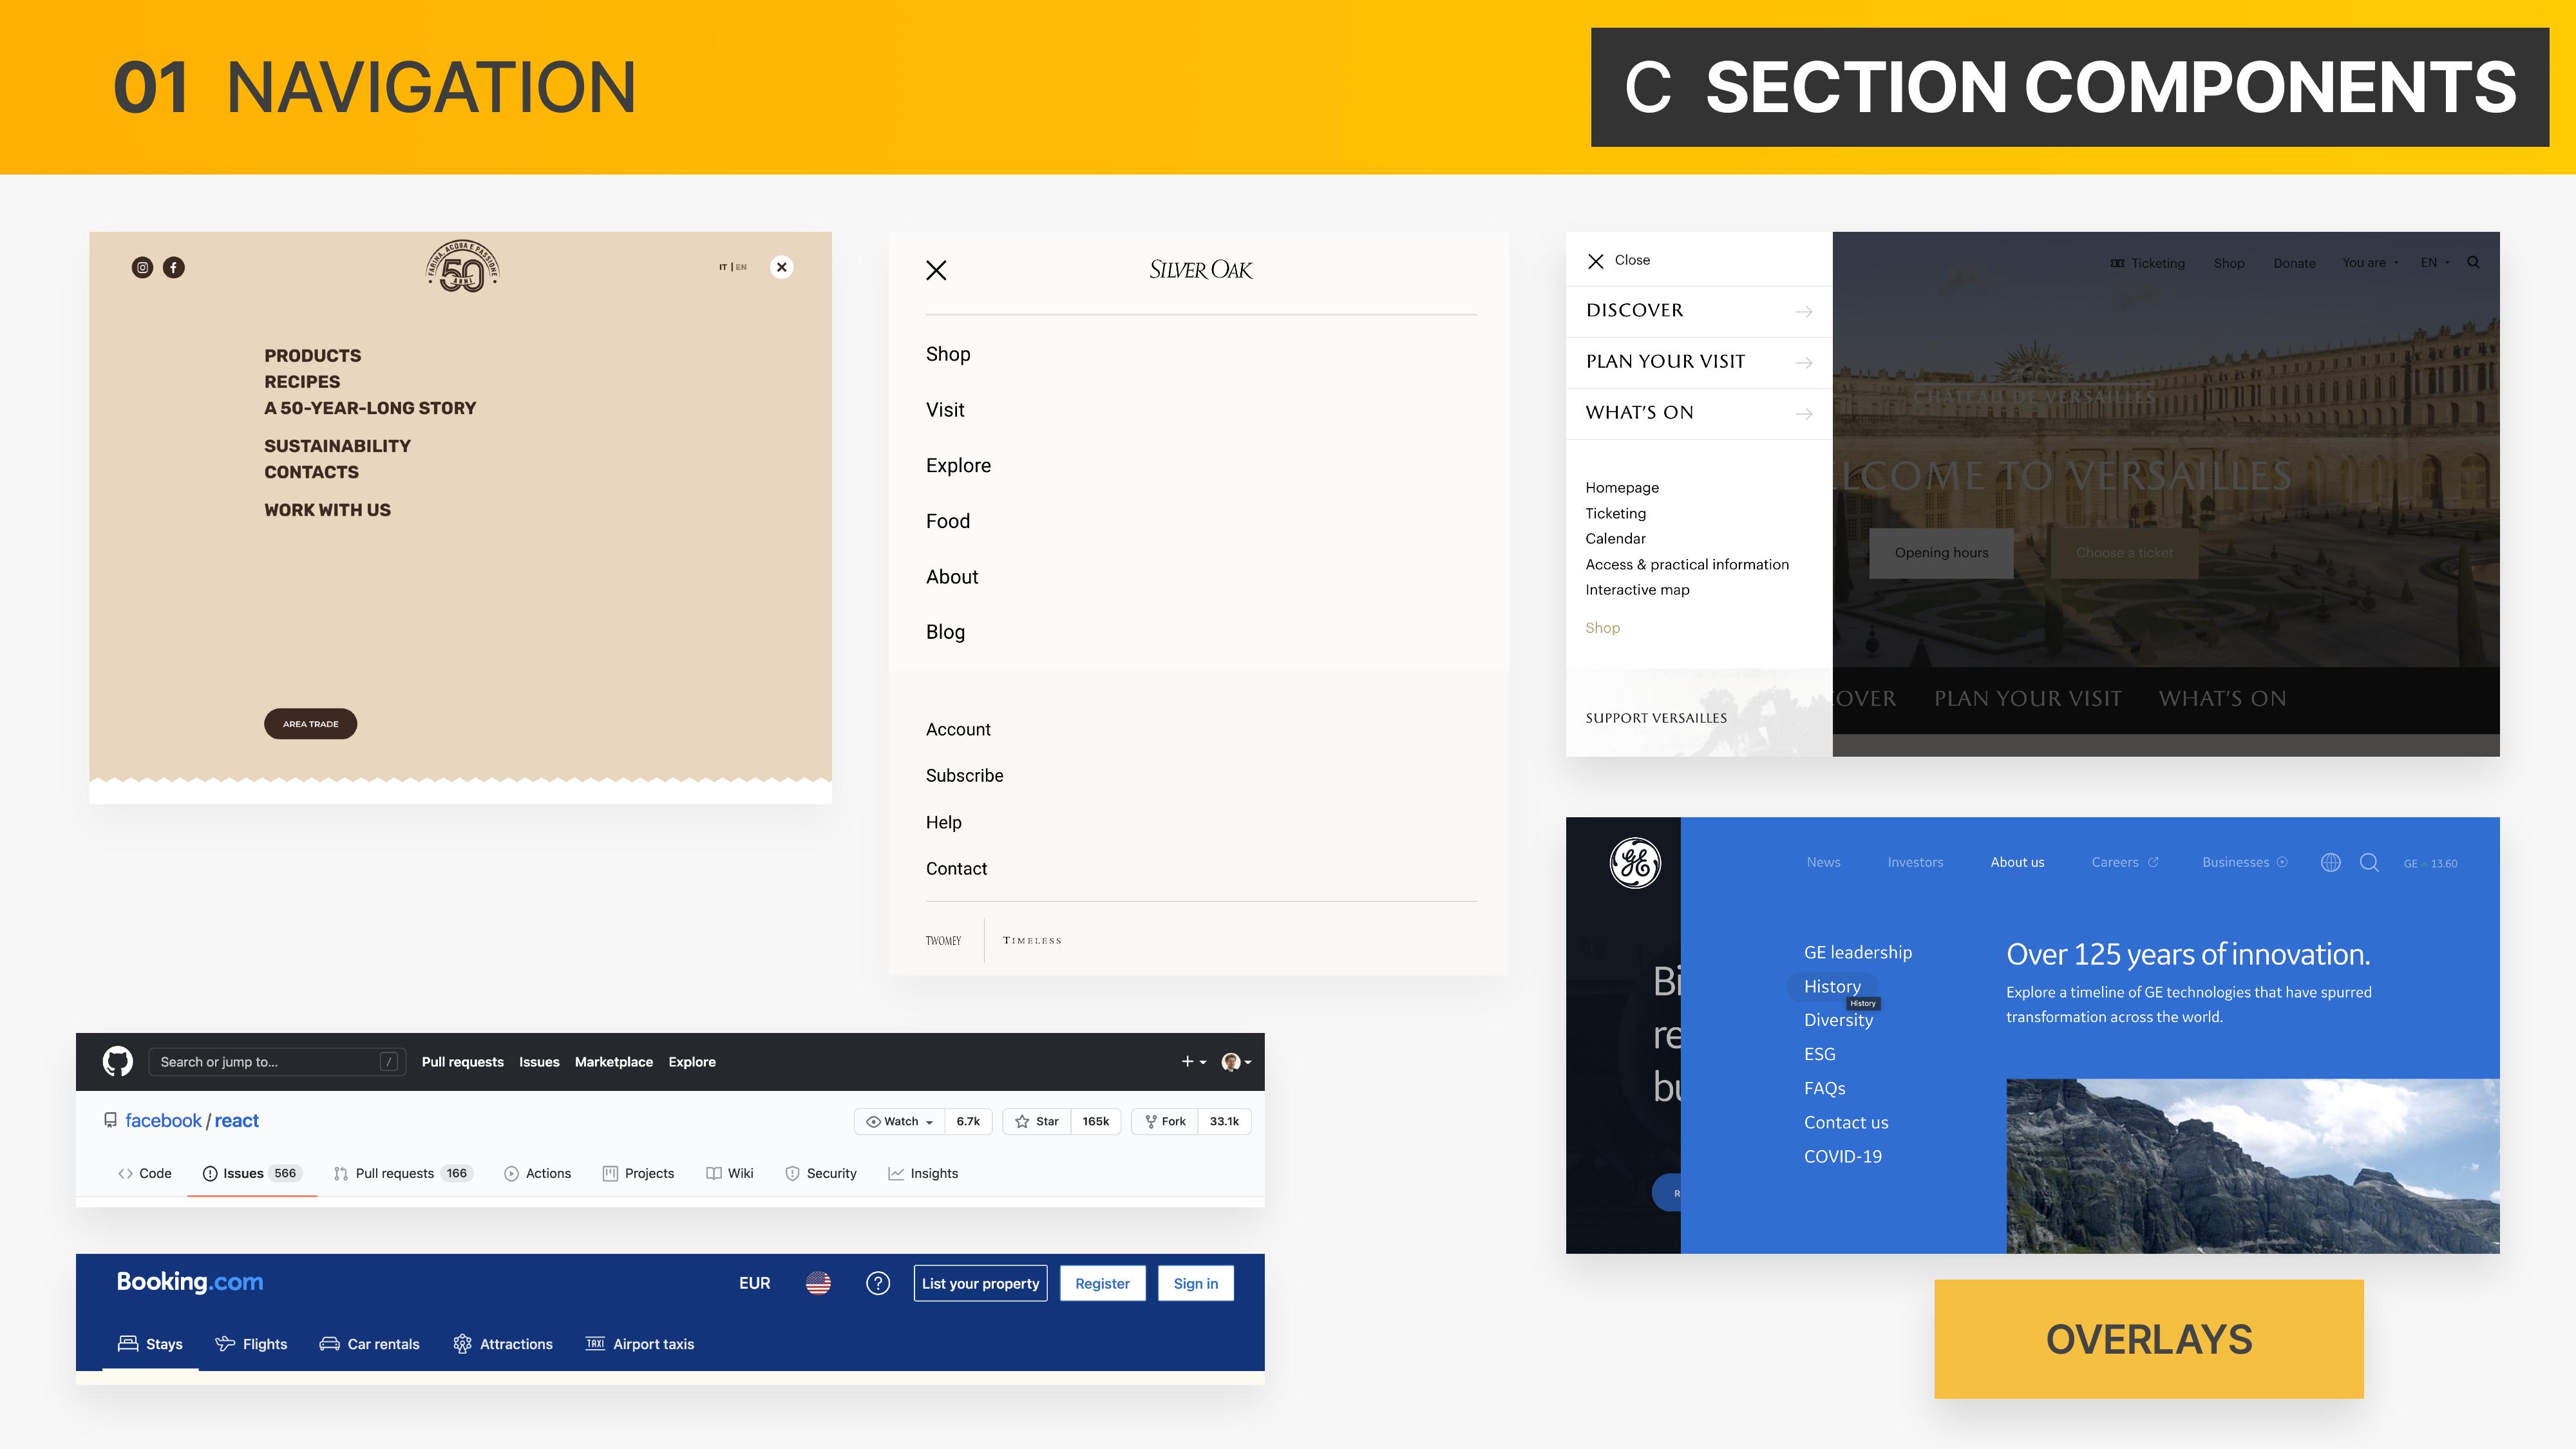 01 NAVIGATION
C SECTION COMPONENTS
FARINA, ACQUA E PASSIONE
50
ANNI
IT | EN
PRODUCTS
RECIPES
A 50-YEAR-LONG STORY
SUSTAINABILITY
CONTACTS
WORK WITH US
AREA TRADE
SILVER OAK
Shop
Visit
Explore
Food
About
Blog
Account
Subscribe
Help
Contact
TWOMEY
TIMELESS
Close
DISCOVER
PLAN YOUR VISIT
WHAT'S ON
Homepage
Ticketing
Calendar
Access & practical information
Interactive map
Shop
SUPPORT VERSAILLES
Ticketing Shop Donate You are EN
CHATEAU DE VERSAILLES
LCOME TO VERSAILLES
Opening hours Choose a ticket
OVER PLAN YOUR VISIT WHAT'S ON
GE
News Investors About us Careers Businesses GE 13.60
Bi
re
bu
R
GE leadership
History
History
Diversity
ESG
FAQs
Contact us
COVID-19
Over 125 years of innovation.
Explore a timeline of GE technologies that have spurred
transformation across the world.
Search or jump to... / Pull requests Issues Marketplace Explore
facebook / react
Watch 6.7k Star 165k Fork 33.1k
Code Issues 566 Pull requests 166 Actions Projects Wiki Security Insights
Booking.com
EUR ? List your property Register Sign in
Stays Flights Car rentals Attractions TAXI Airport taxis
OVERLAYS